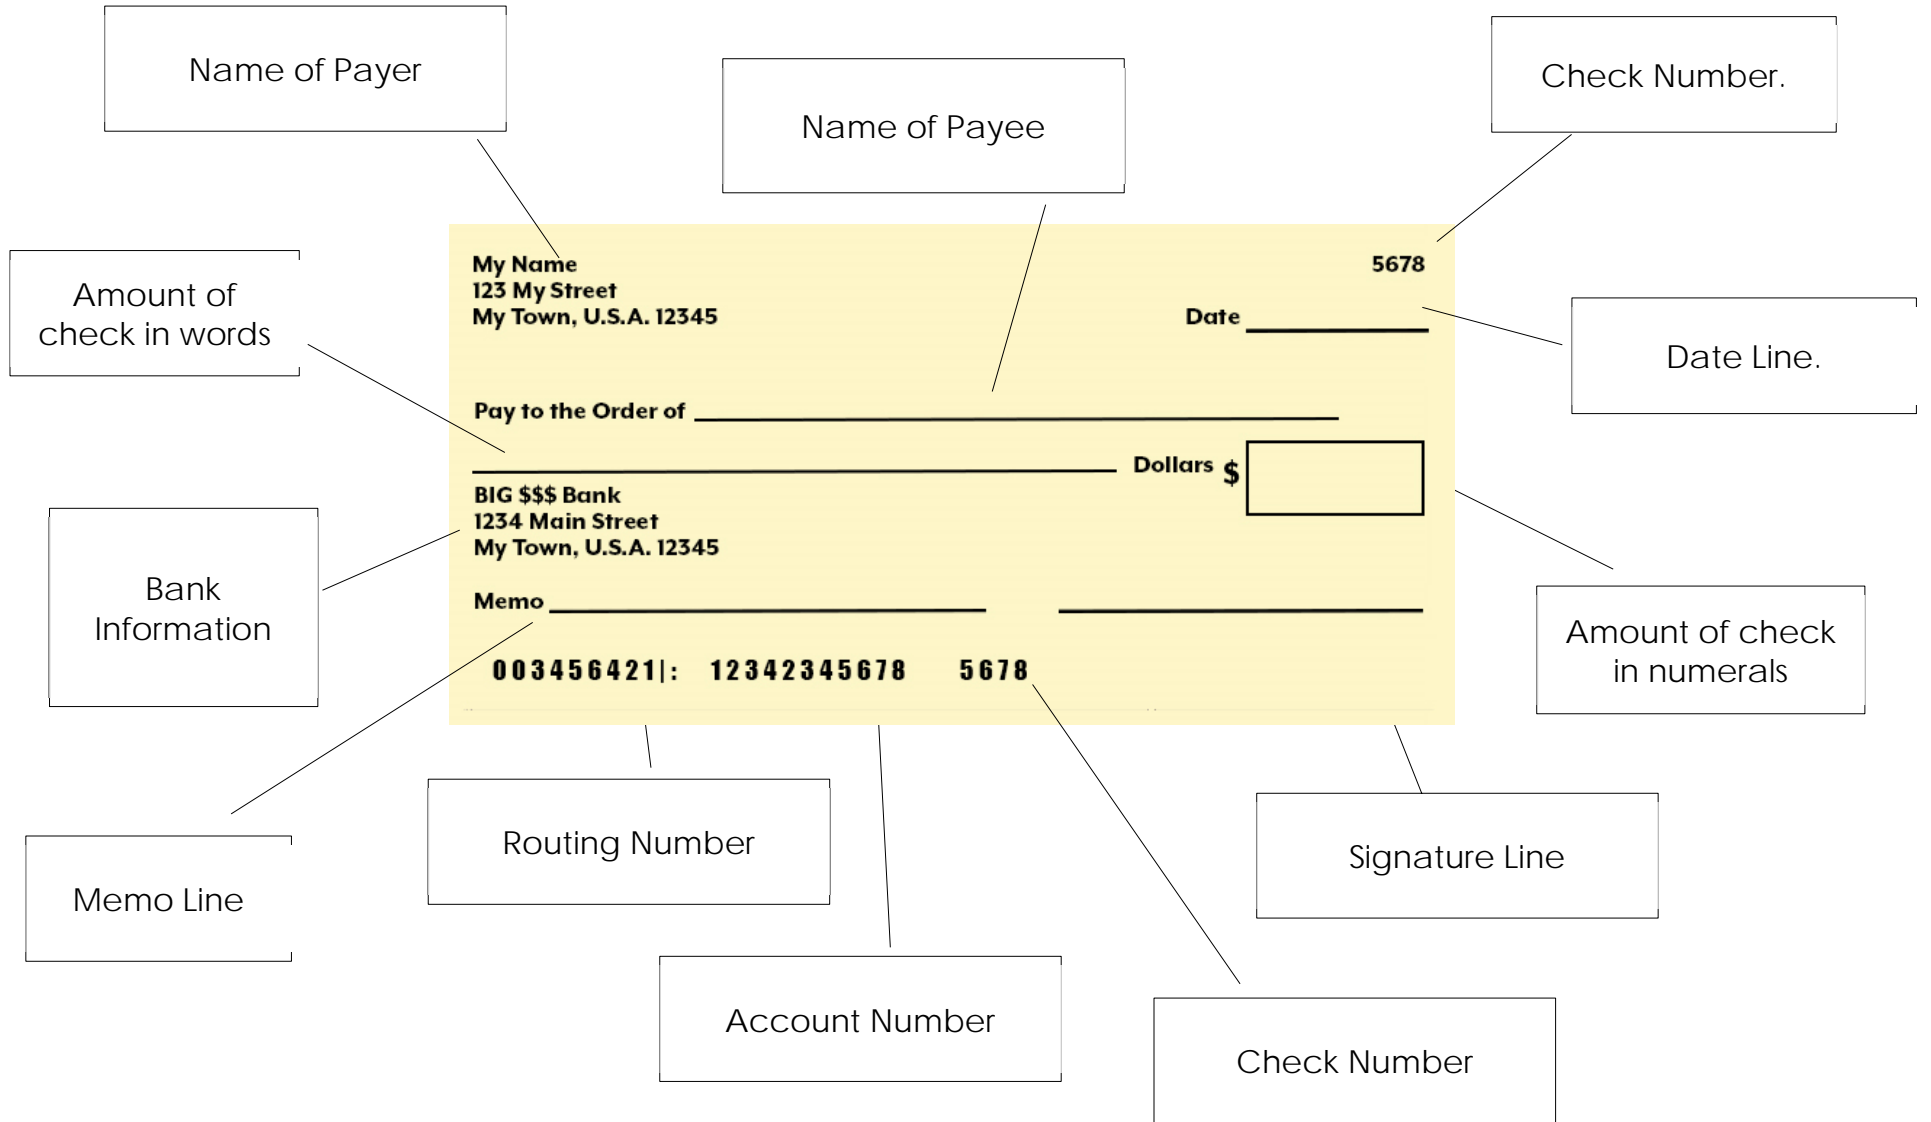 Name of Payer
Name of Payee
Check Number.
Amount of
check in words
My Name
123 My Street
My Town, U.S.A. 12345
5678
Date
Date Line.
Pay to the Order of
Dollars $
BIG $$$ Bank
1234 Main Street
My Town, U.S.A. 12345
Bank
Information
Memo
Amount of check
in numerals
003456421|: 12342345678 5678
Routing Number
Signature Line
Memo Line
Account Number
Check Number